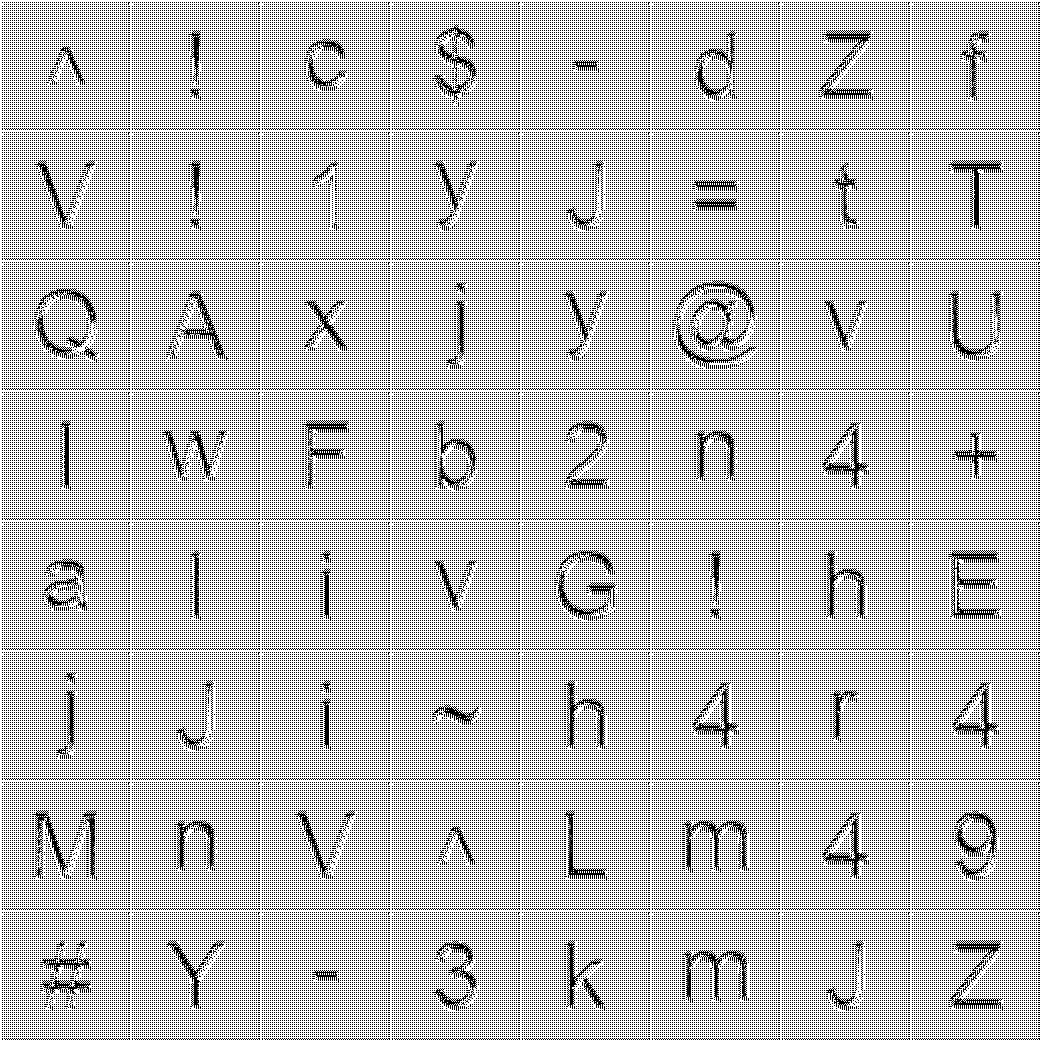 ^ ! c $ - d Z f
V ! 1 y J = t T
Q A x j y @ v U
I w F b 2 n 4 +
a l i v G ! h E
j J i ~ h 4 r 4
M n V ^ L m 4 9
# Y - 3 k m J Z